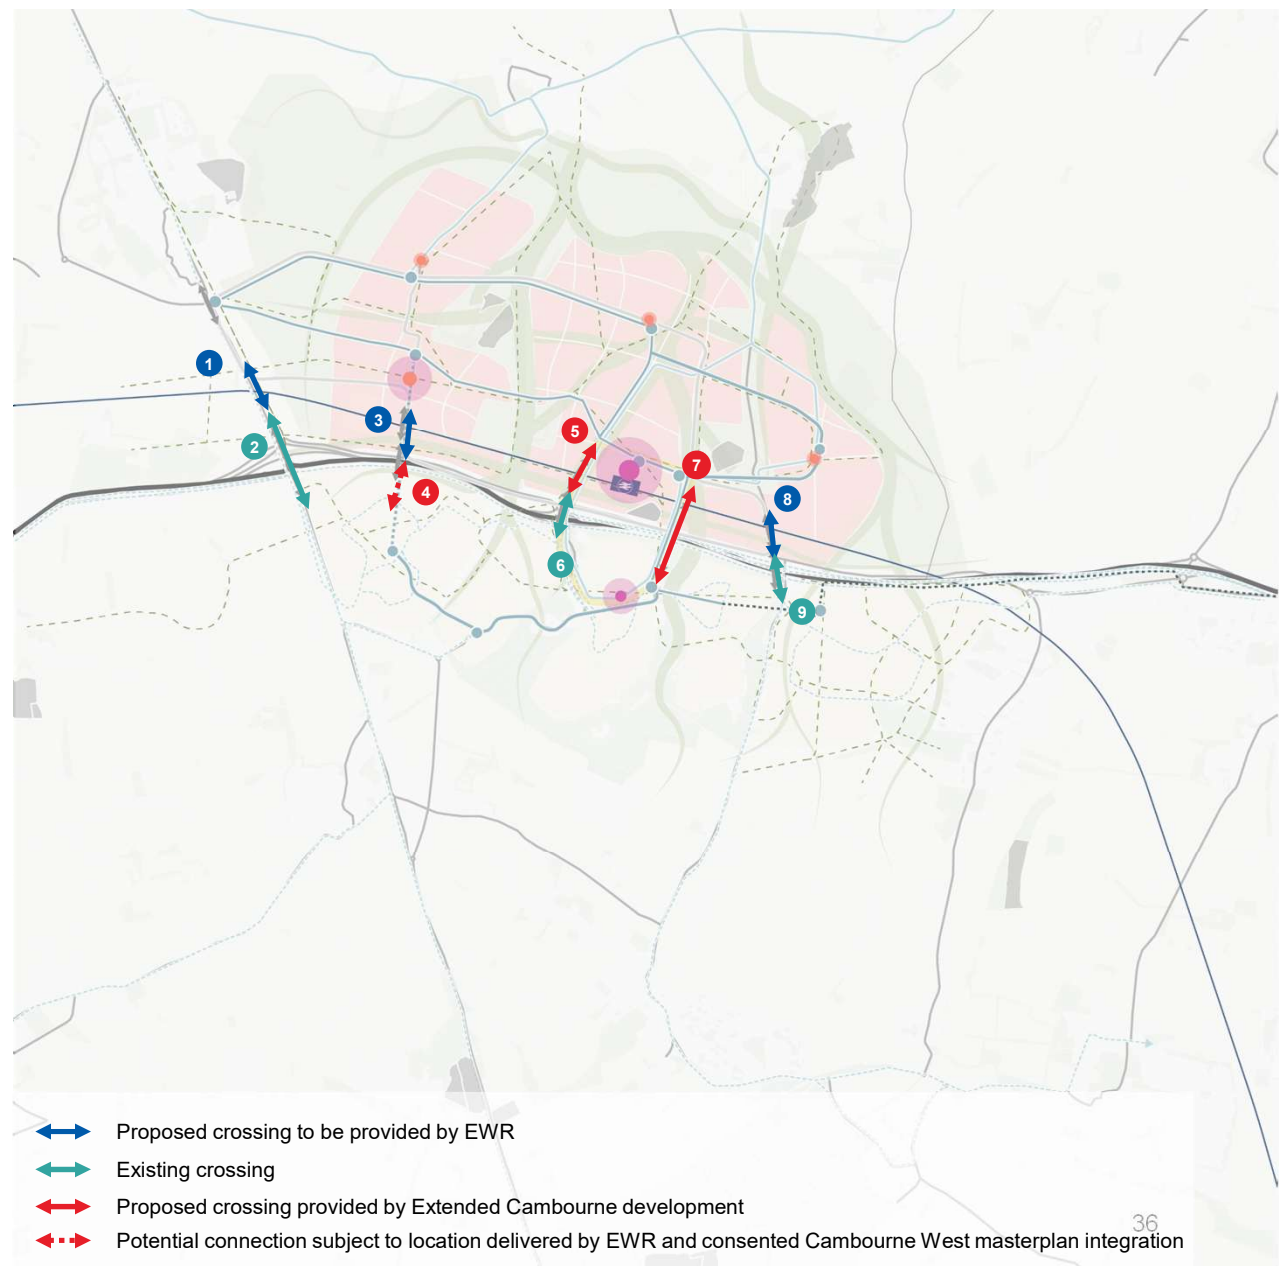 1
2
3
4
5
6
7
8
9
Proposed crossing to be provided by EWR
Existing crossing
Proposed crossing provided by Extended Cambourne development
36
Potential connection subject to location delivered by EWR and consented Cambourne West masterplan integration